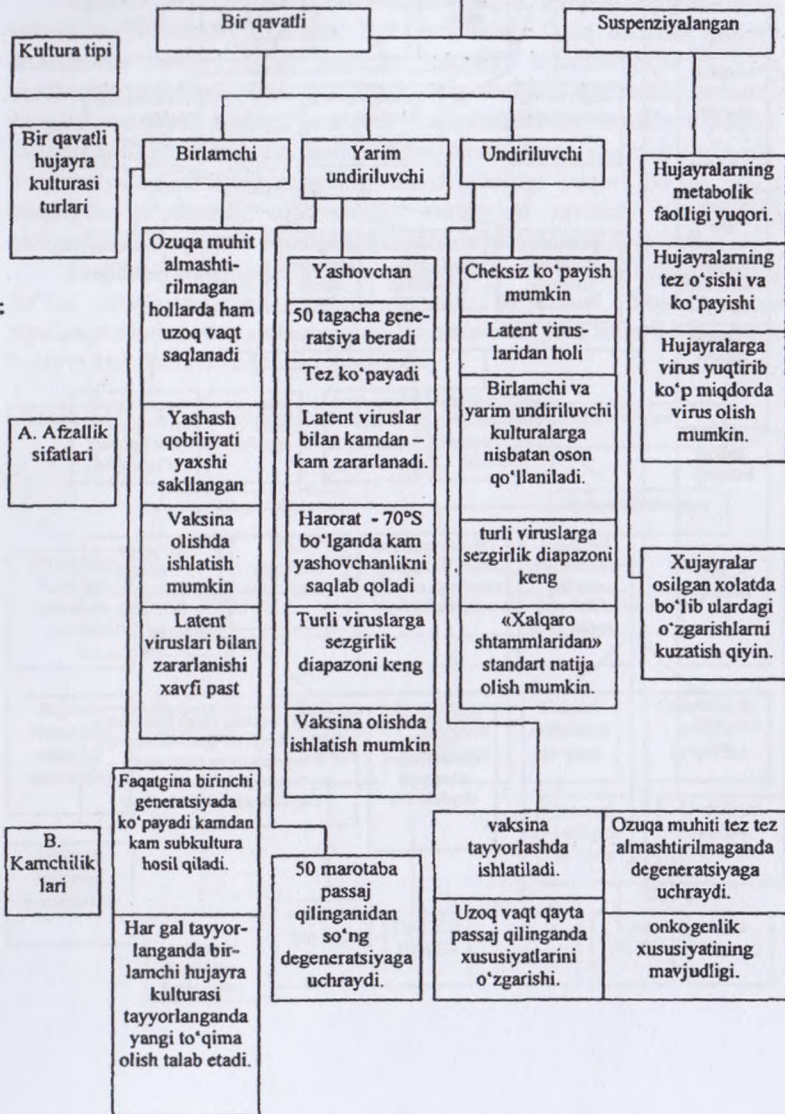 Bir qavatli
Suspenziyalangan
Kultura tipi
Bir qavatli
hujayra
kulturasi
turlari
Birlamchi
Yarim
undiriluvchi
Undiriluvchi
Hujayralarning
metabolik
faolligi yuqori.
Hujayralarning
tez o‘sishi va
ko‘payishi
Hujayralarga
virus yuqtirib
ko‘p miqdorda
virus olish
mumkin.
Xujayralar
osilgan xolatda
bo‘lib ulardagi
o‘zgarishlarni
kuzatish qiyin.
A. Afzallik
sifatlari
Ozuqa muhit
almashti-
rilmagan
hollarda ham
uzoq vaqt
saqlanadi
Yashash
qobiliyati
yaxshi
sakllangan
Vaksina
olishda
ishlatish
mumkin
Latent
viruslari bilan
zararlanishi
xavfi past
Yashovchan
50 tagacha gene-
ratsiya beradi
Tez ko‘payadi
Latent viruslar
bilan kamdan –
kam zararlanadi.
Harorat - 70°S
bo‘lganda kam
yashovchanlikni
saqlab qoladi
Turli viruslarga
sezgirlik
diapazoni keng
Vaksina olishda
ishlatish mumkin
Cheksiz ko‘payish
mumkin
Latent virus-
laridan holi
Birlamchi va
yarim undiriluvchi
kulturalarga
nisbatan oson
qo‘llaniladi.
turli viruslarga
sezgirlik diapazoni
keng
«Xalqaro
shtammlaridan»
standart natija
olish mumkin.
B.
Kamchilik
lari
Faqatgina birinchi
generatsiyada
ko‘payadi kamdan
kam subkultura
hosil qiladi.
Har gal tayyor-
langanda bir-
lamchi hujayra
kulturasi
tayyorlanganda
yangi to‘qima
olish talab etadi.
50 marotaba
passaj
qilinganidan
so‘ng
degeneratsiyaga
uchraydi.
vaksina
tayyorlashda
ishlatiladi.
Uzoq vaqt qayta
passaj qilinganda
xususiyatlarini
o‘zgarishi.
Ozuqa muhiti tez tez
almashtirilmaganda
degeneratsiyaga
uchraydi.
onkogenlik
xususiyatining
mavjudligi.